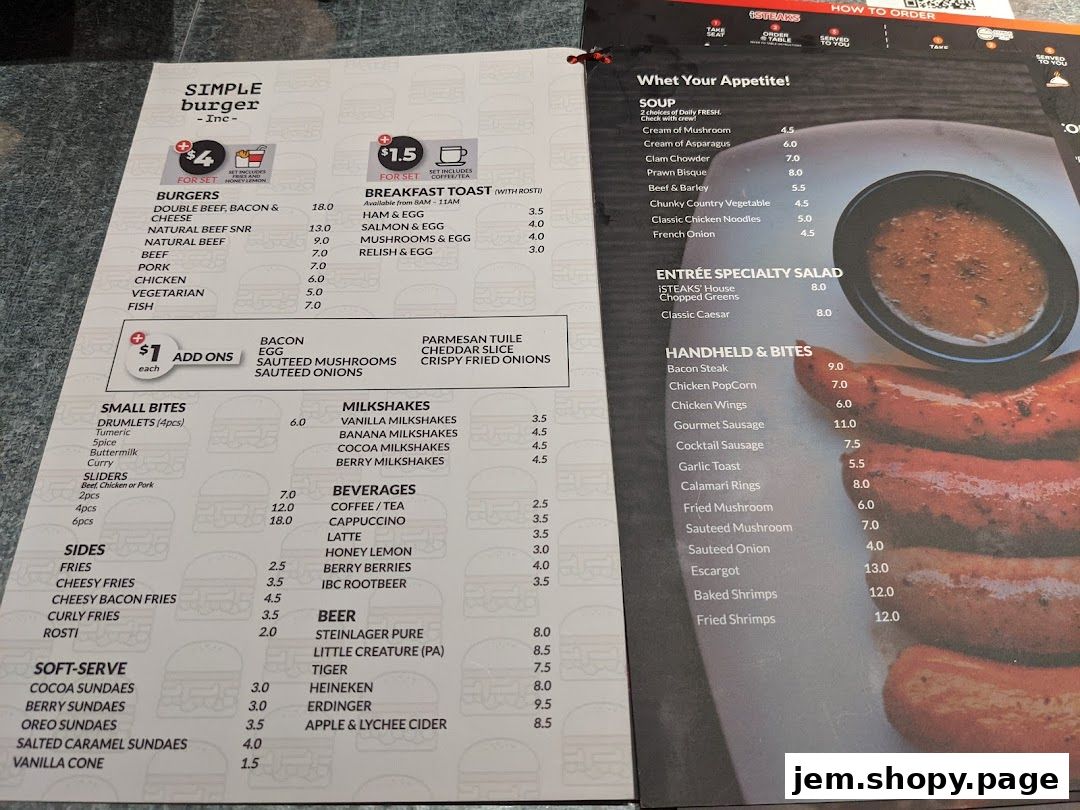 SIMPLE
burger
- Inc -
+ $4
FOR SET
SET INCLUDES
FRIES AND
HONEY LEMON
BURGERS
DOUBLE BEEF, BACON & 18.0
CHEESE
NATURAL BEEF SNR 13.0
NATURAL BEEF 9.0
BEEF 7.0
PORK 7.0
CHICKEN 6.0
VEGETARIAN 5.0
FISH 7.0
+ $1.5
FOR SET
SET INCLUDES
COFFEE/TEA
BREAKFAST TOAST (WITH ROSTI)
Available from 8AM - 11AM
HAM & EGG 3.5
SALMON & EGG 4.0
MUSHROOMS & EGG 4.0
RELISH & EGG 3.0
+ $1
each
ADD ONS
BACON
EGG
SAUTEED MUSHROOMS
SAUTEED ONIONS
PARMESAN TUILE
CHEDDAR SLICE
CRISPY FRIED ONIONS
SMALL BITES
DRUMLETS (4pcs) 6.0
Tumeric
5pice
Buttermilk
Curry
SLIDERS
Beef, Chicken or Pork
2pcs 7.0
4pcs 12.0
6pcs 18.0
SIDES
FRIES 2.5
CHEESY FRIES 3.5
CHEESY BACON FRIES 4.5
CURLY FRIES 3.5
ROSTI 2.0
SOFT-SERVE
COCOA SUNDAES 3.0
BERRY SUNDAES 3.0
OREO SUNDAES 3.5
SALTED CARAMEL SUNDAES 4.0
VANILLA CONE 1.5
MILKSHAKES
VANILLA MILKSHAKES 3.5
BANANA MILKSHAKES 4.5
COCOA MILKSHAKES 4.5
BERRY MILKSHAKES 4.5
BEVERAGES
COFFEE / TEA 2.5
CAPPUCCINO 3.5
LATTE 3.5
HONEY LEMON 3.0
BERRY BERRIES 4.0
IBC ROOTBEER 3.5
BEER
STEINLAGER PURE 8.0
LITTLE CREATURE (PA) 8.5
TIGER 7.5
HEINEKEN 8.0
ERDINGER 9.5
APPLE & LYCHEE CIDER 8.5
HOW TO ORDER
iSTEAKS
1
TAKE
SEAT
2
ORDER
@ TABLE
3
SERVED
TO YOU
1
TAKE
2
SERVED
TO YOU
Whet Your Appetite!
SOUP
2 choices of Daily FRESH.
Check with crew!
Cream of Mushroom 4.5
Cream of Asparagus 6.0
Clam Chowder 7.0
Prawn Bisque 8.0
Beef & Barley 5.5
Chunky Country Vegetable 4.5
Classic Chicken Noodles 5.0
French Onion 4.5
ENTRÉE SPECIALTY SALAD
iSTEAKS' House 8.0
Chopped Greens
Classic Caesar 8.0
HANDHELD & BITES
Bacon Steak 9.0
Chicken PopCorn 7.0
Chicken Wings 6.0
Gourmet Sausage 11.0
Cocktail Sausage 7.5
Garlic Toast 5.5
Calamari Rings 8.0
Fried Mushroom 6.0
Sauteed Mushroom 7.0
Sauteed Onion 4.0
Escargot 13.0
Baked Shrimps 12.0
Fried Shrimps 12.0
jem.shopy.page